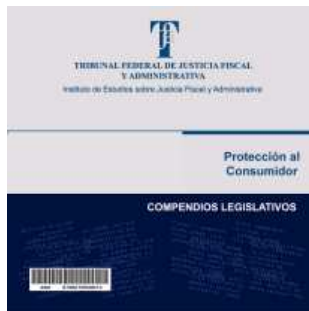 TRIBUNAL FEDERAL DE JUSTICIA FISCAL
Y ADMINISTRATIVA
Instituto de Estudios sobre Justicia Fiscal y Administrativa
Protección al
Consumidor
COMPENDIOS LEGISLATIVOS